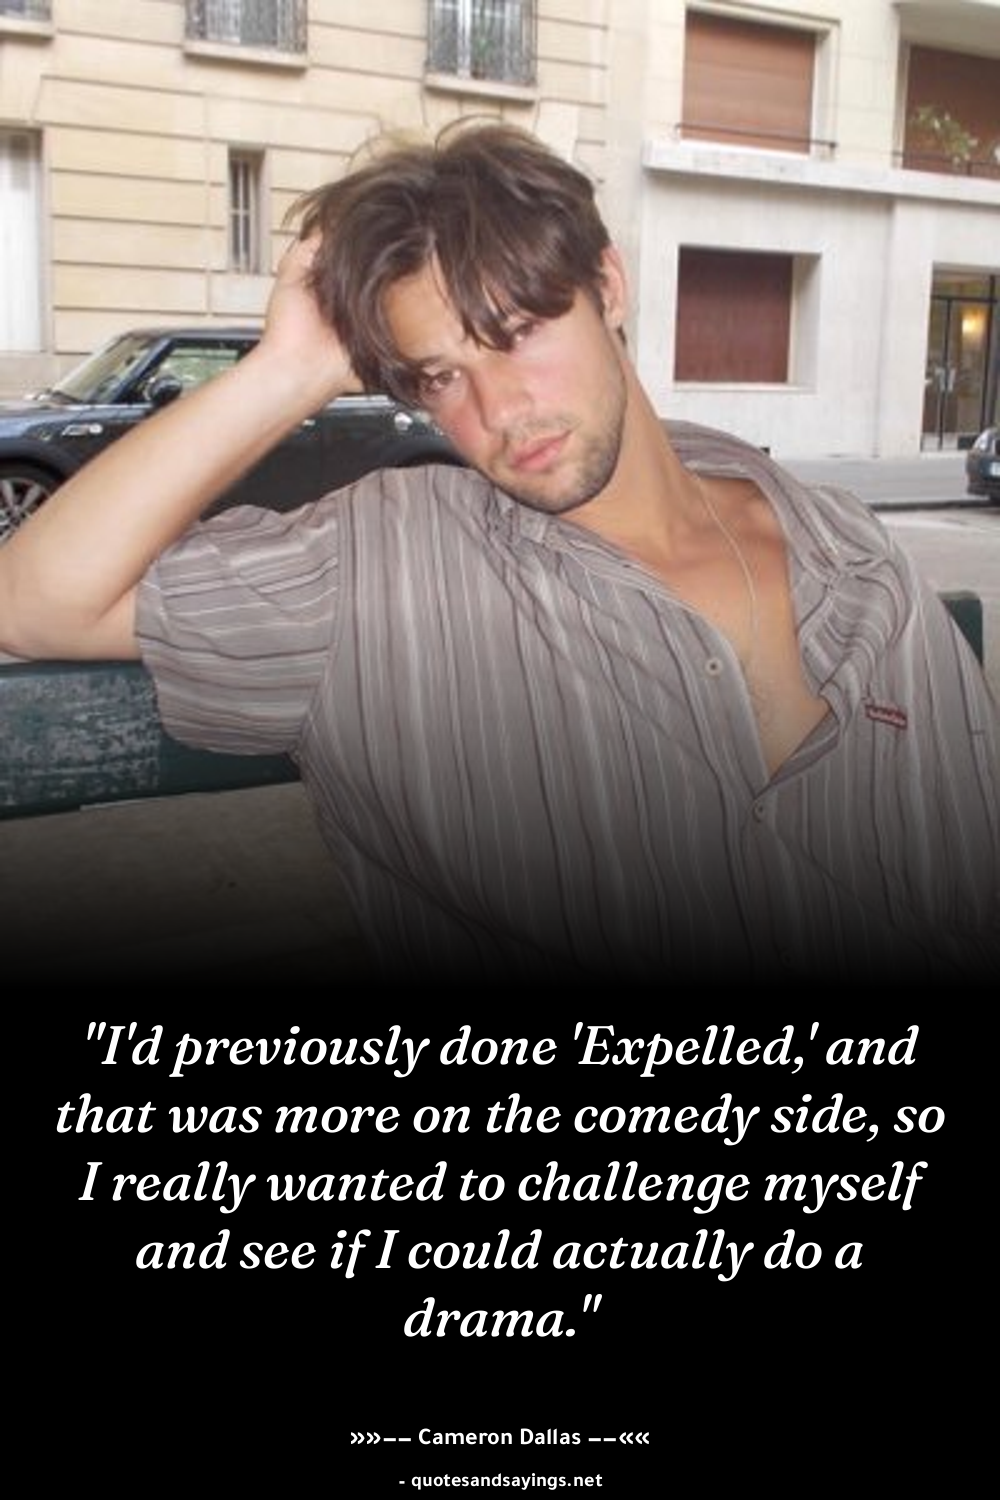 "I'd previously done 'Expelled,' and
that was more on the comedy side, so
I really wanted to challenge myself
and see if I could actually do a
drama."
»»–– Cameron Dallas ––««
- quotesandsayings.net